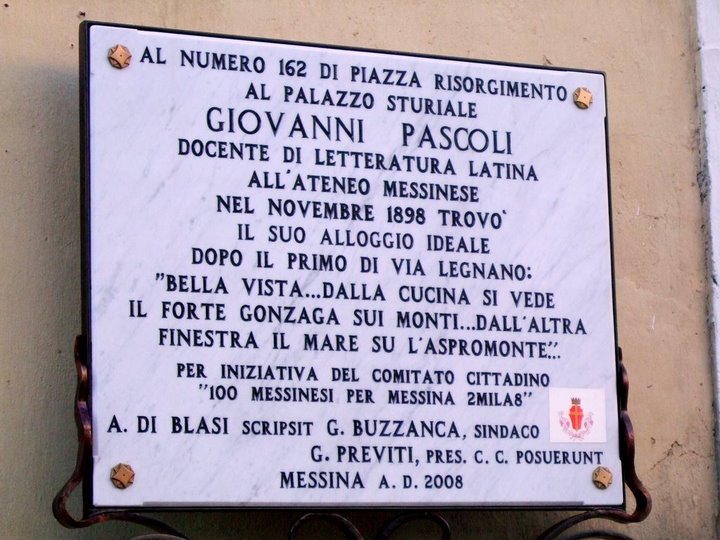 AL NUMERO 162 DI PIAZZA RISORGIMENTO
AL PALAZZO STURIALE
GIOVANNI PASCOLI
DOCENTE DI LETTERATURA LATINA
ALL'ATENEO MESSINESE
NEL NOVEMBRE 1898 TROVO'
IL SUO ALLOGGIO IDEALE
DOPO IL PRIMO DI VIA LEGNANO:
"BELLA VISTA...DALLA CUCINA SI VEDE
IL FORTE GONZAGA SUI MONTI...DALL'ALTRA
FINESTRA IL MARE SU L'ASPROMONTE"...
PER INIZIATIVA DEL COMITATO CITTADINO
"100 MESSINESI PER MESSINA 2MILA8"
A. DI BLASI SCRIPSIT G. BUZZANCA, SINDACO
G. PREVITI, PRES. C. C. POSUERUNT
MESSINA A. D. 2008